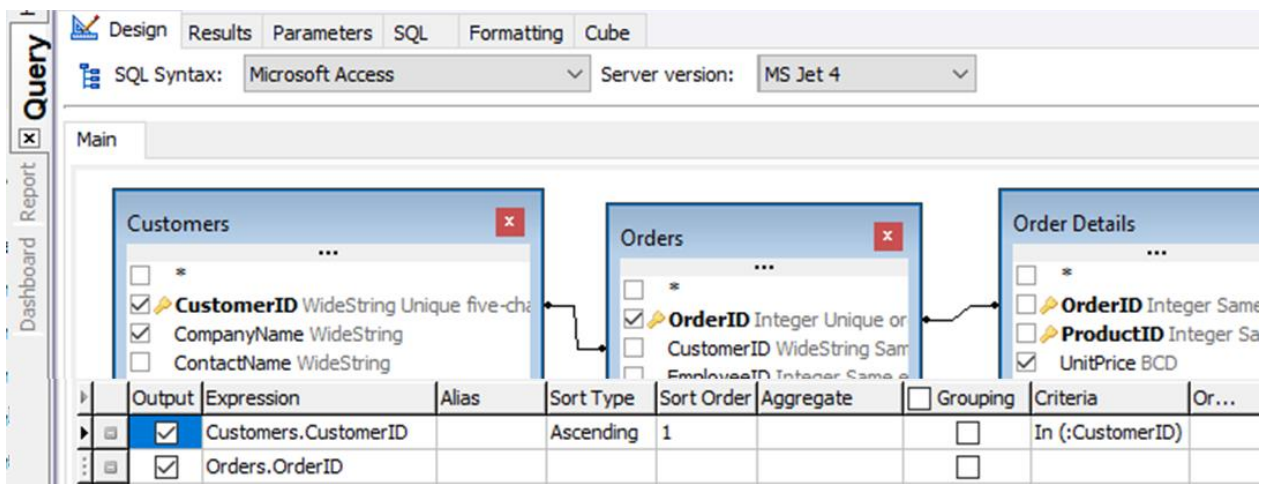 Query
Report
Dashboard
Design Results Parameters SQL Formatting Cube
SQL Syntax: Microsoft Access Server version: MS Jet 4
Main
Customers
...
*
CustomerID WideString Unique five-cha
CompanyName WideString
ContactName WideString
Orders
...
*
OrderID Integer Unique or
CustomerID WideString Sam
EmployeeID Integer Same e
Order Details
...
*
OrderID Integer Same
ProductID Integer Sa
UnitPrice BCD
Output Expression Alias Sort Type Sort Order Aggregate Grouping Criteria Or...
Customers.CustomerID Ascending 1 In (:CustomerID)
Orders.OrderID